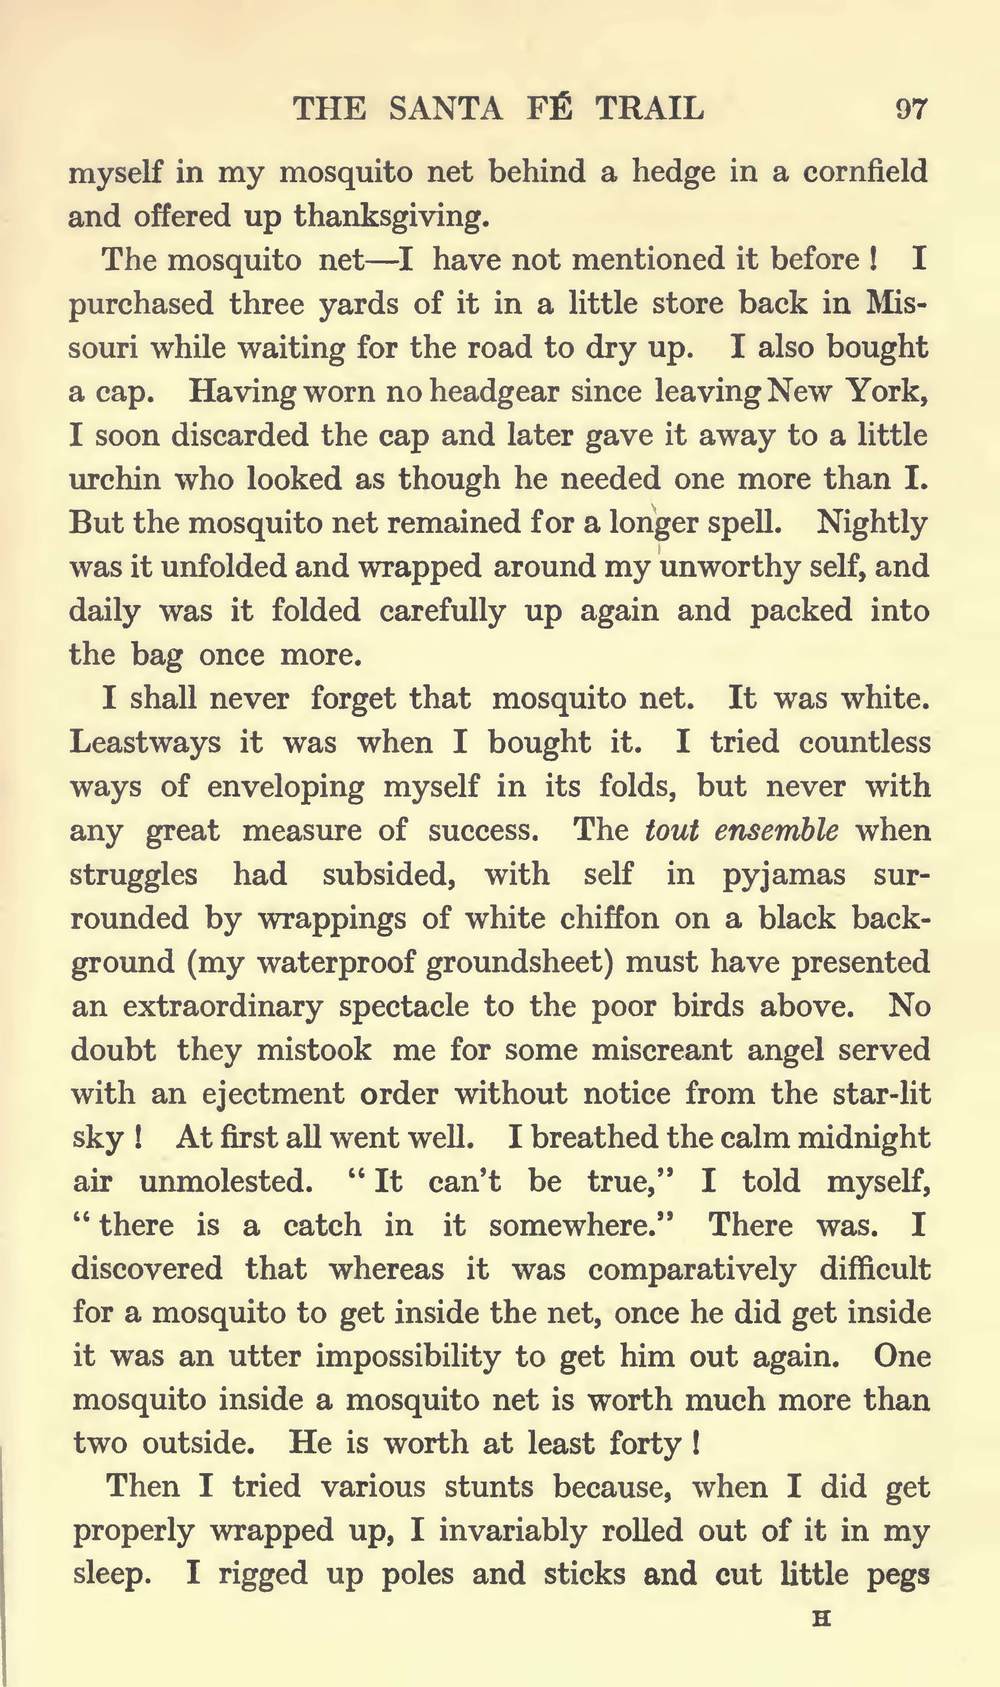 THE SANTA FÉ TRAIL 97
myself in my mosquito net behind a hedge in a cornfield
and offered up thanksgiving.
The mosquito net—I have not mentioned it before ! I
purchased three yards of it in a little store back in Mis-
souri while waiting for the road to dry up. I also bought
a cap. Having worn no headgear since leaving New York,
I soon discarded the cap and later gave it away to a little
urchin who looked as though he needed one more than I.
But the mosquito net remained for a longer spell. Nightly
was it unfolded and wrapped around my unworthy self, and
daily was it folded carefully up again and packed into
the bag once more.
I shall never forget that mosquito net. It was white.
Leastways it was when I bought it. I tried countless
ways of enveloping myself in its folds, but never with
any great measure of success. The tout ensemble when
struggles had subsided, with self in pyjamas sur-
rounded by wrappings of white chiffon on a black back-
ground (my waterproof groundsheet) must have presented
an extraordinary spectacle to the poor birds above. No
doubt they mistook me for some miscreant angel served
with an ejectment order without notice from the star-lit
sky ! At first all went well. I breathed the calm midnight
air unmolested. “ It can’t be true,” I told myself,
“ there is a catch in it somewhere.” There was. I
discovered that whereas it was comparatively difficult
for a mosquito to get inside the net, once he did get inside
it was an utter impossibility to get him out again. One
mosquito inside a mosquito net is worth much more than
two outside. He is worth at least forty !
Then I tried various stunts because, when I did get
properly wrapped up, I invariably rolled out of it in my
sleep. I rigged up poles and sticks and cut little pegs
H